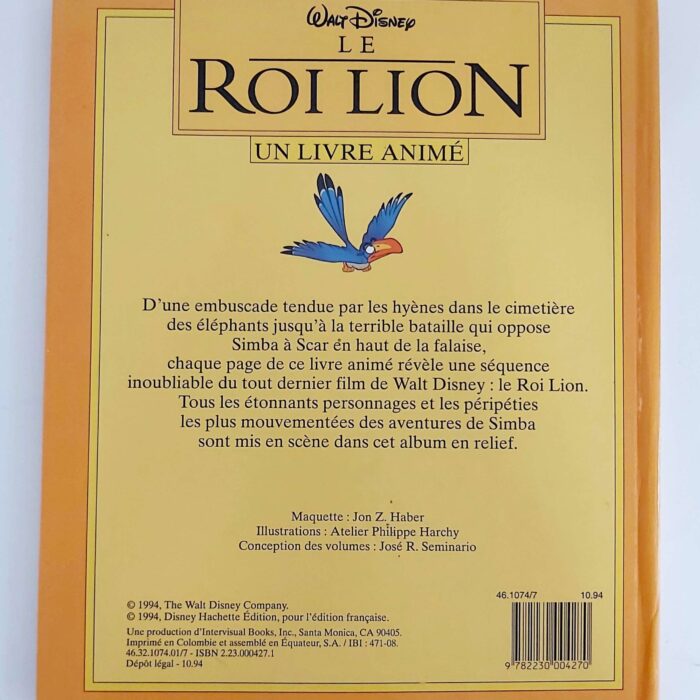 WALT DISNEY
LE
ROI LION
UN LIVRE ANIMÉ
D'une embuscade tendue par les hyènes dans le cimetière
des éléphants jusqu'à la terrible bataille qui oppose
Simba à Scar en haut de la falaise,
chaque page de ce livre animé révèle une séquence
inoubliable du tout dernier film de Walt Disney : le Roi Lion.
Tous les étonnants personnages et les péripéties
les plus mouvementées des aventures de Simba
sont mis en scène dans cet album en relief.
Maquette : Jon Z. Haber
Illustrations : Atelier Philippe Harchy
Conception des volumes : José R. Seminario
46.1074/7 10.94
© 1994, The Walt Disney Company.
© 1994, Disney Hachette Édition, pour l'édition française.
Une production d'Intervisual Books, Inc., Santa Monica, CA 90405.
Imprimé en Colombie et assemblé en Équateur, S.A. / IBI : 471-08.
46.32.1074.01/7 - ISBN 2.23.000427.1
Dépôt légal - 10.94
9 782230 004270